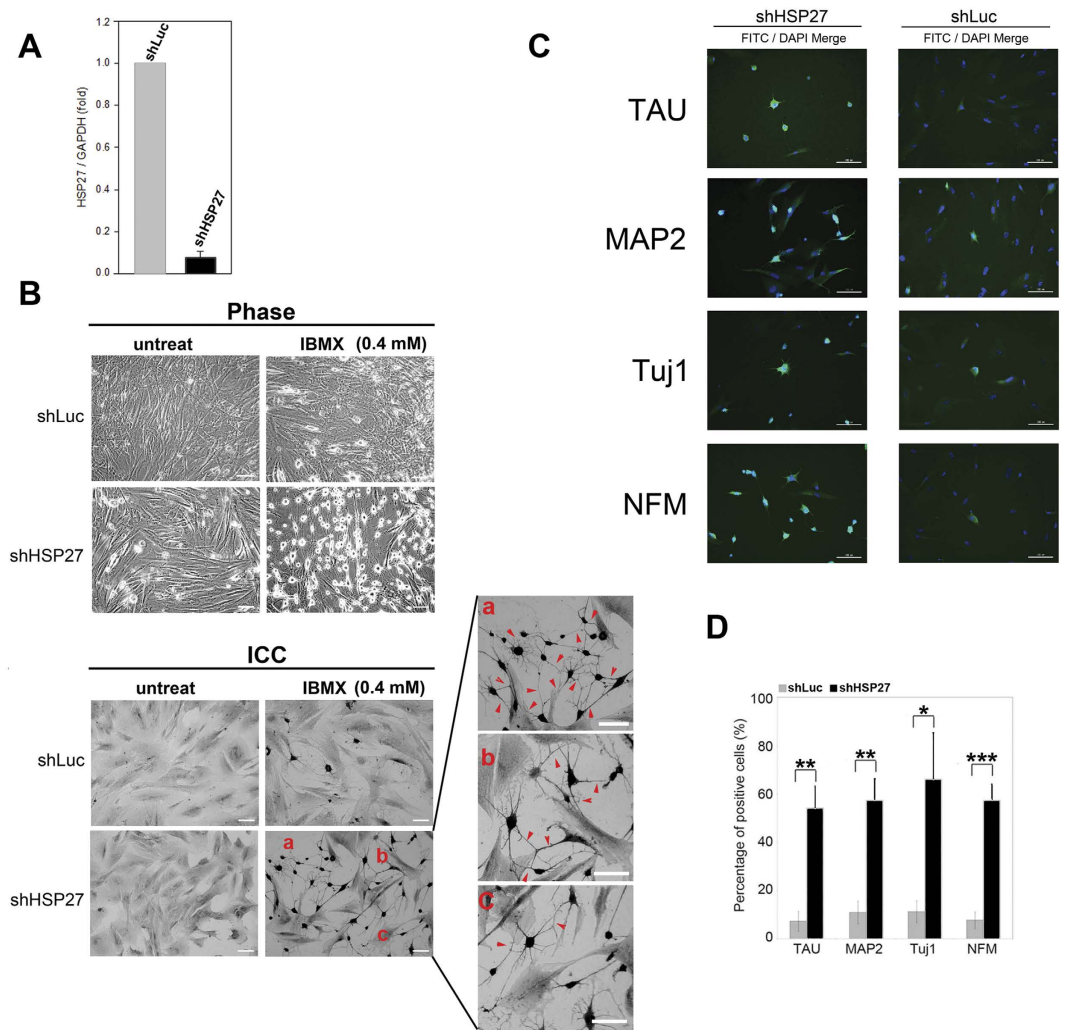 A
HSP27 / GAPDH (fold)
1.2
1.0
0.8
0.6
0.4
0.2
0.0
shLuc
shHSP27
B
Phase
untreat
IBMX (0.4 mM)
shLuc
shHSP27
ICC
untreat
IBMX (0.4 mM)
shLuc
shHSP27
a
b
c
a
b
C
C
shHSP27
shLuc
FITC / DAPI Merge
FITC / DAPI Merge
TAU
MAP2
Tuj1
NFM
D
shLuc
shHSP27
Percentage of positive cells (%)
100
80
60
40
20
0
**
**
*
***
TAU
MAP2
Tuj1
NFM